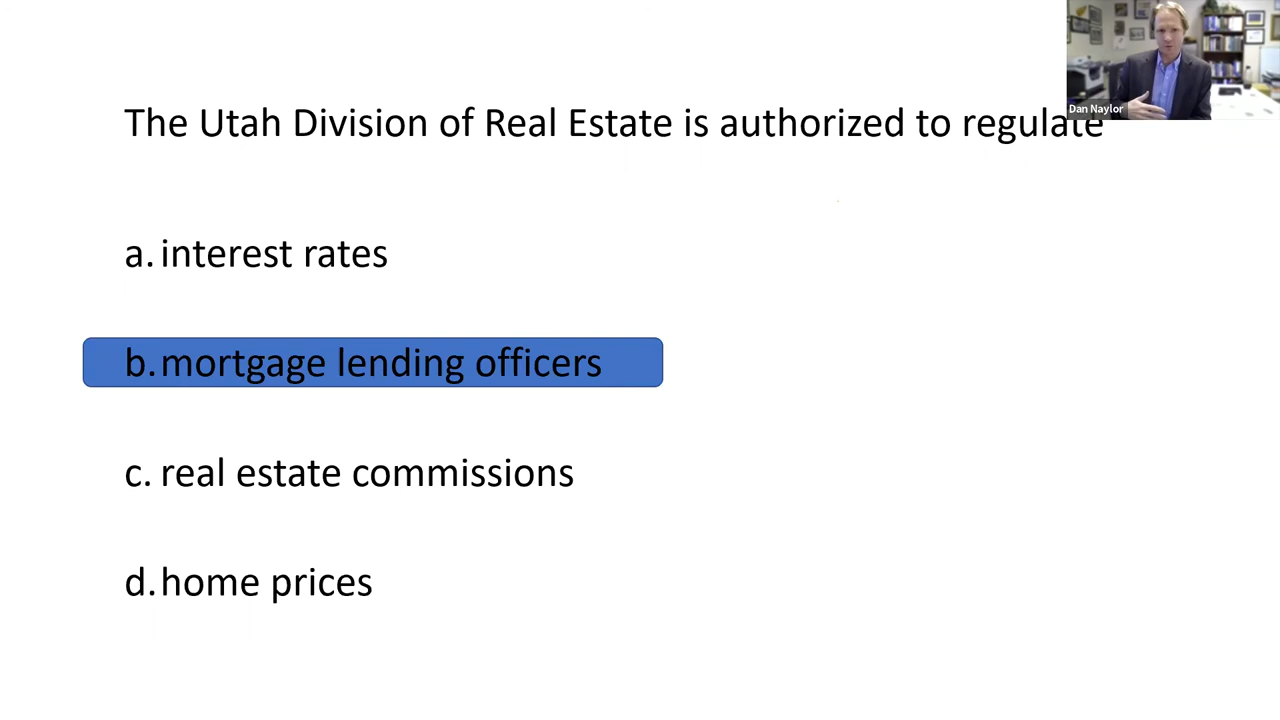 Dan Naylor
The Utah Division of Real Estate is authorized to regulate
a. interest rates
b. mortgage lending officers
c. real estate commissions
d. home prices